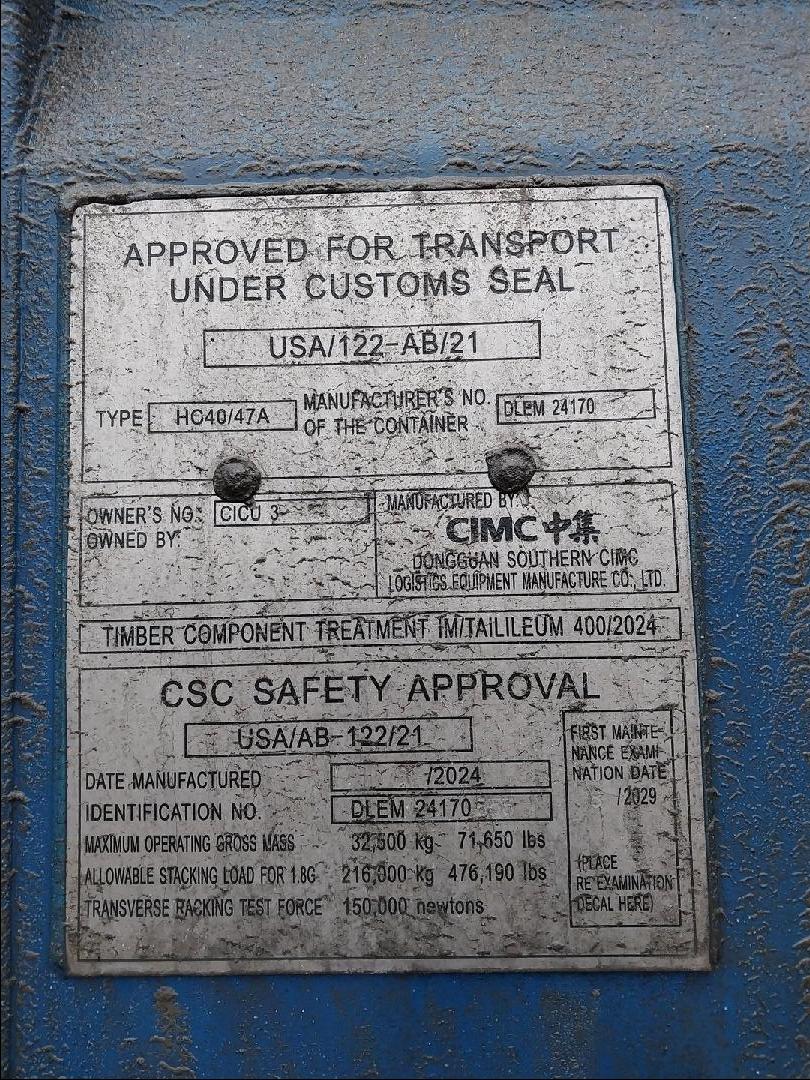 APPROVED FOR TRANSPORT
UNDER CUSTOMS SEAL
USA/122-AB/21
TYPE HC40/47A
MANUFACTURER'S NO.
OF THE CONTAINER
DLEM 24170
OWNER'S NO.: CICU 3
OWNED BY:
MANUFACTURED BY:
CIMC 中集
DONGGUAN SOUTHERN CIMC
LOGISTICS EQUIPMENT MANUFACTURE CO., LTD.
TIMBER COMPONENT TREATMENT IM/TAILILEUM 400/2024
CSC SAFETY APPROVAL
USA/AB-122/21
DATE MANUFACTURED /2024
IDENTIFICATION NO. DLEM 24170
MAXIMUM OPERATING GROSS MASS 32,500 kg 71,650 lbs
ALLOWABLE STACKING LOAD FOR 1.8G 216,000 kg 476,190 lbs
TRANSVERSE RACKING TEST FORCE 150,000 newtons
FIRST MAINTE-
NANCE EXAMI
NATION DATE
/2029
(PLACE
RE EXAMINATION
DECAL HERE)